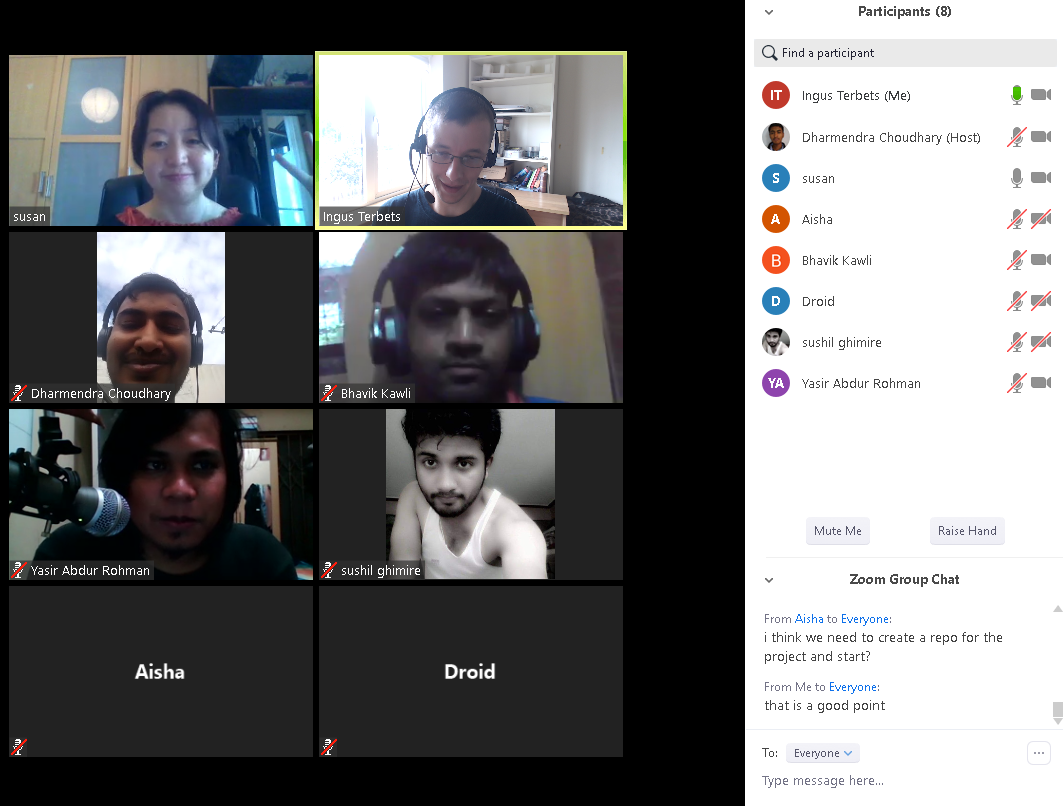 susan
Ingus Terbets
Dharmendra Choudhary
Bhavik Kawli
Yasir Abdur Rohman
sushil ghimire
Aisha
Droid
Participants (8)
Find a participant
IT Ingus Terbets (Me)
Dharmendra Choudhary (Host)
S susan
A Aisha
B Bhavik Kawli
D Droid
sushil ghimire
YA Yasir Abdur Rohman
Mute Me Raise Hand
Zoom Group Chat
From Aisha to Everyone:
i think we need to create a repo for the
project and start?
From Me to Everyone:
that is a good point
To: Everyone
Type message here...